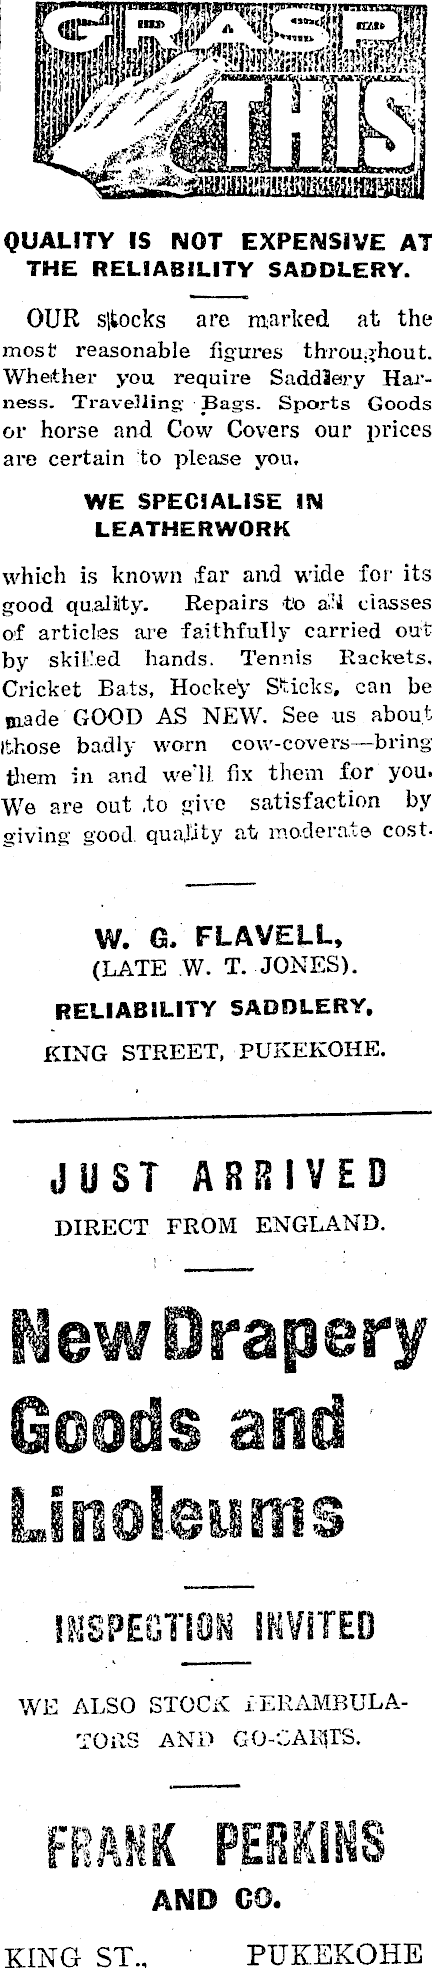 GRASP
THIS
QUALITY IS NOT EXPENSIVE AT
THE RELIABILITY SADDLERY.
OUR stocks are marked at the
most reasonable figures throughout.
Whether you require Saddlery Har-
ness. Travelling Bags. Sports Goods
or horse and Cow Covers our prices
are certain to please you.
WE SPECIALISE IN
LEATHERWORK
which is known far and wide for its
good quality. Repairs to all classes
of articles are faithfully carried out
by skilled hands. Tennis Rackets,
Cricket Bats, Hockey Sticks, can be
made GOOD AS NEW. See us about
those badly worn cow-covers—bring
them in and we'll fix them for you.
We are out to give satisfaction by
giving good quality at moderate cost.
W. G. FLAVELL,
(LATE W. T. JONES).
RELIABILITY SADDLERY,
KING STREET, PUKEKOHE.
JUST ARRIVED
DIRECT FROM ENGLAND.
New Drapery
Goods and
Linoleums
INSPECTION INVITED
WE ALSO STOCK PERAMBULA-
TORS AND GO-CARTS.
FRANK PERKINS
AND CO.
KING ST., PUKEKOHE